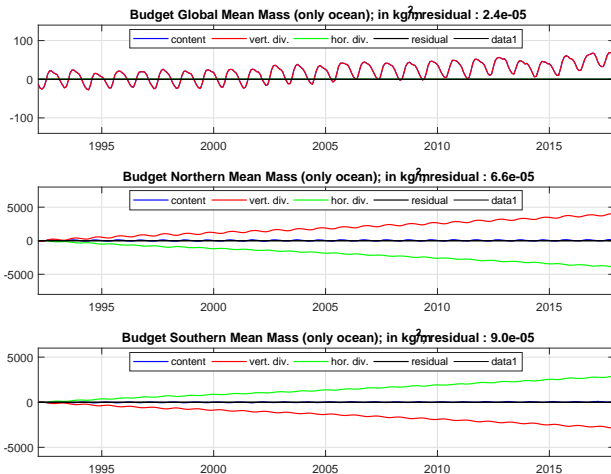 Budget Global Mean Mass (only ocean); in kg/m²; residual : 2.4e-05
content vert. div. hor. div. residual data1
100
0
-100
1995 2000 2005 2010 2015
Budget Northern Mean Mass (only ocean); in kg/m²; residual : 6.6e-05
content vert. div. hor. div. residual data1
5000
0
-5000
1995 2000 2005 2010 2015
Budget Southern Mean Mass (only ocean); in kg/m²; residual : 9.0e-05
content vert. div. hor. div. residual data1
5000
0
-5000
1995 2000 2005 2010 2015